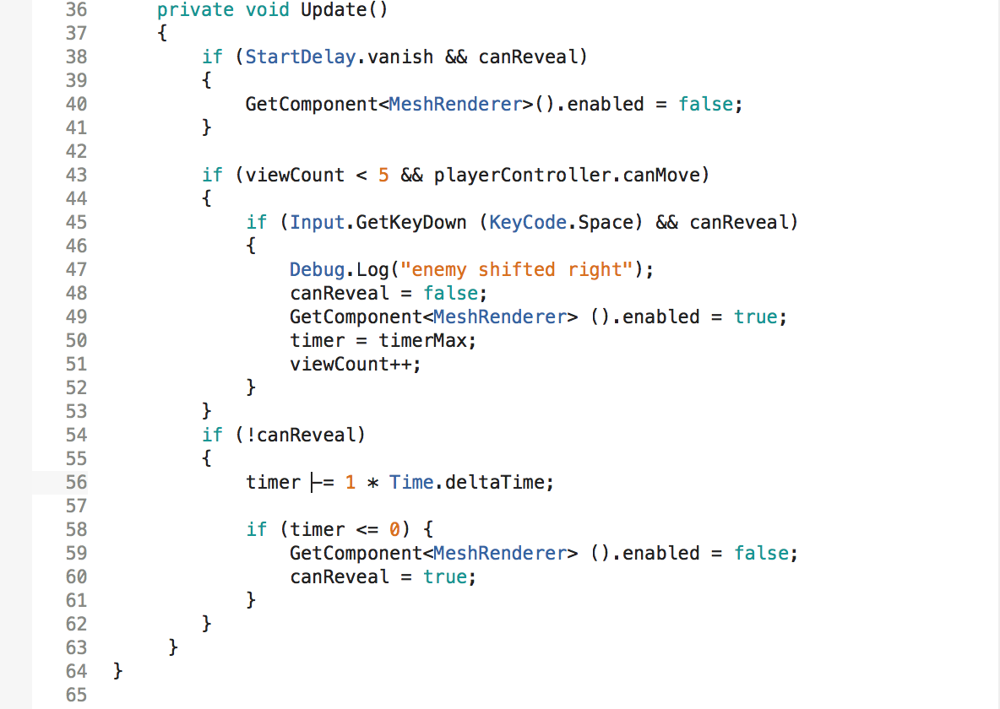 36 private void Update()
37 {
38 if (StartDelay.vanish && canReveal)
39 {
40 GetComponent<MeshRenderer>().enabled = false;
41 }
42
43 if (viewCount < 5 && playerController.canMove)
44 {
45 if (Input.GetKeyDown (KeyCode.Space) && canReveal)
46 {
47 Debug.Log("enemy shifted right");
48 canReveal = false;
49 GetComponent<MeshRenderer> ().enabled = true;
50 timer = timerMax;
51 viewCount++;
52 }
53 }
54 if (!canReveal)
55 {
56 timer -= 1 * Time.deltaTime;
57
58 if (timer <= 0) {
59 GetComponent<MeshRenderer> ().enabled = false;
60 canReveal = true;
61 }
62 }
63 }
64 }
65